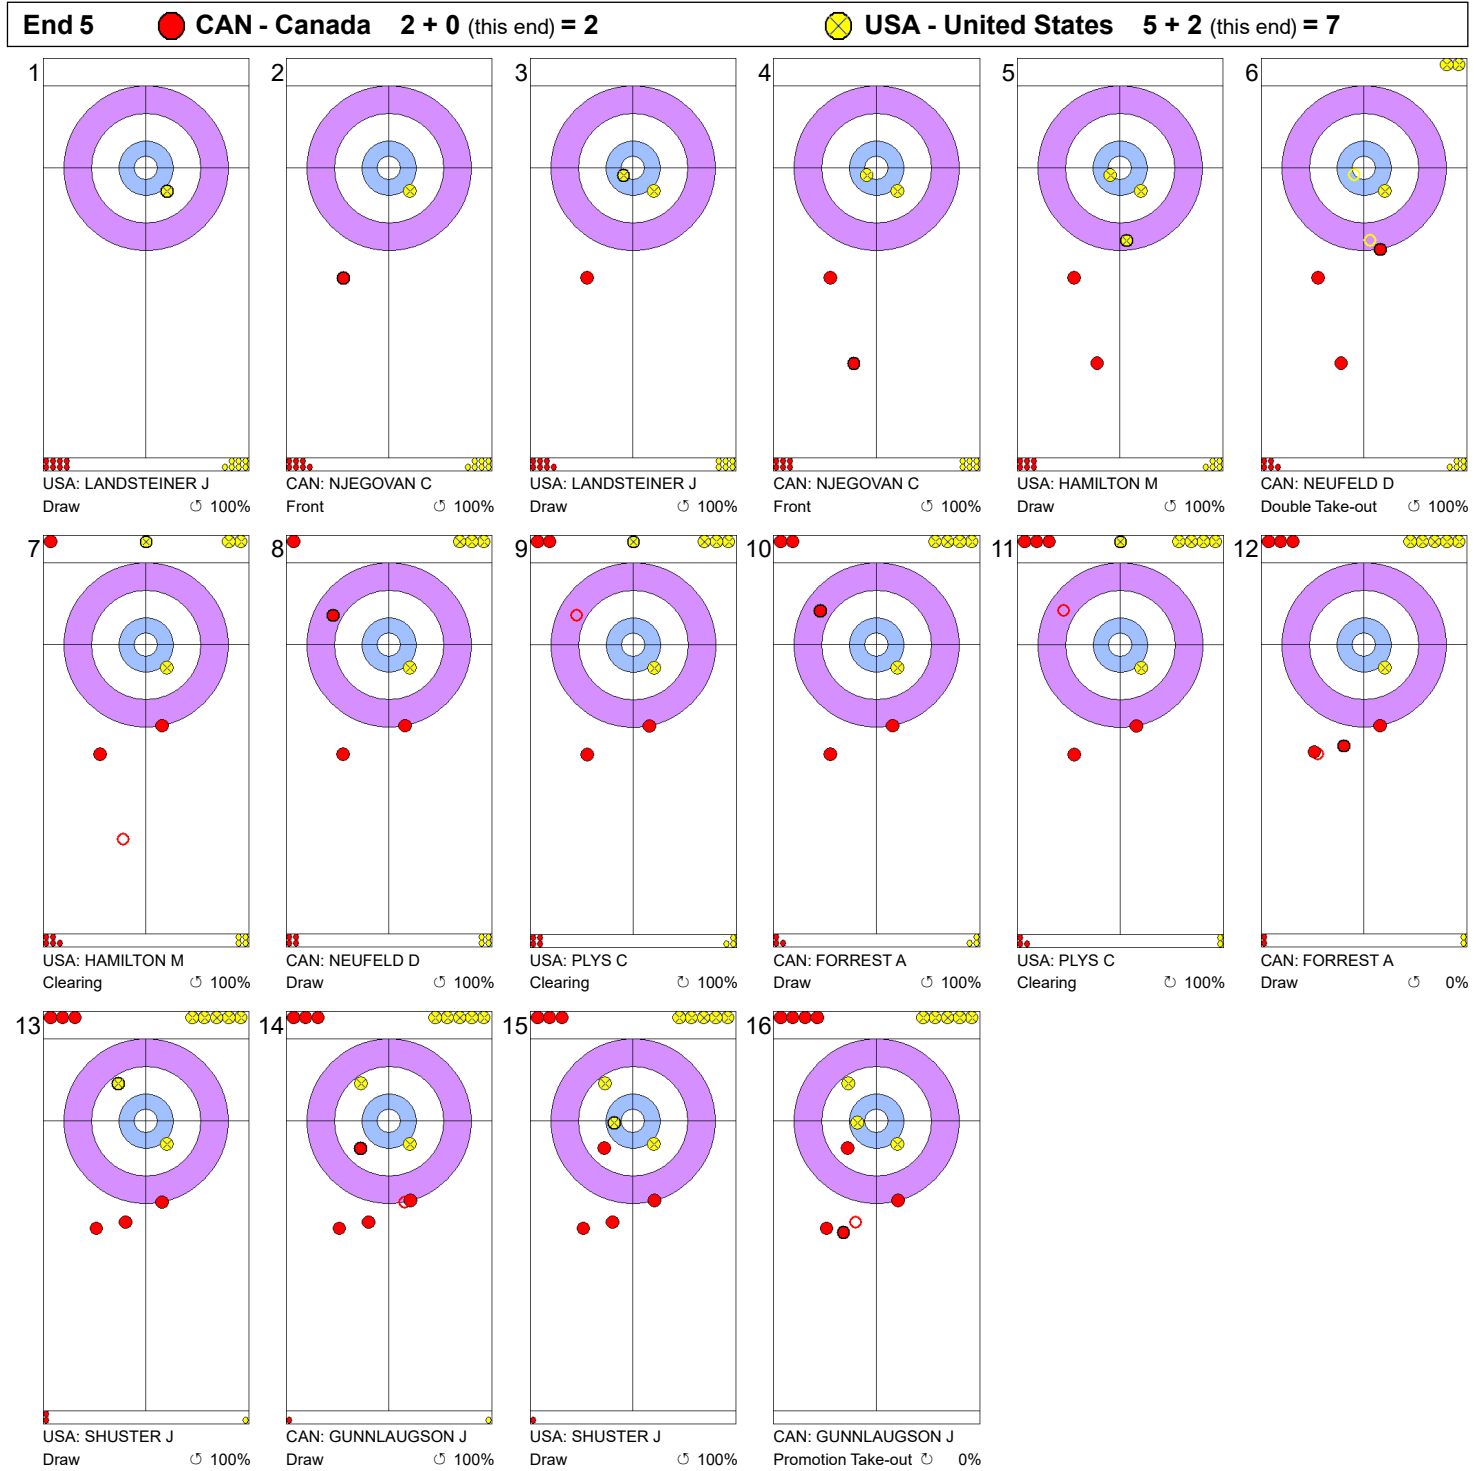 End 5 CAN - Canada 2 + 0 (this end) = 2 USA - United States 5 + 2 (this end) = 7
1 2 3 4 5 6
USA: LANDSTEINER J CAN: NJEGOVAN C USA: LANDSTEINER J CAN: NJEGOVAN C USA: HAMILTON M CAN: NEUFELD D
Draw ↺ 100% Front ↺ 100% Draw ↺ 100% Front ↺ 100% Draw ↺ 100% Double Take-out ↺ 100%
7 8 9 10 11 12
USA: HAMILTON M CAN: NEUFELD D USA: PLYS C CAN: FORREST A USA: PLYS C CAN: FORREST A
Clearing ↺ 100% Draw ↺ 100% Clearing ↻ 100% Draw ↺ 100% Clearing ↻ 100% Draw ↺ 0%
13 14 15 16
USA: SHUSTER J CAN: GUNNLAUGSON J USA: SHUSTER J CAN: GUNNLAUGSON J
Draw ↺ 100% Draw ↺ 100% Draw ↺ 100% Promotion Take-out ↻ 0%